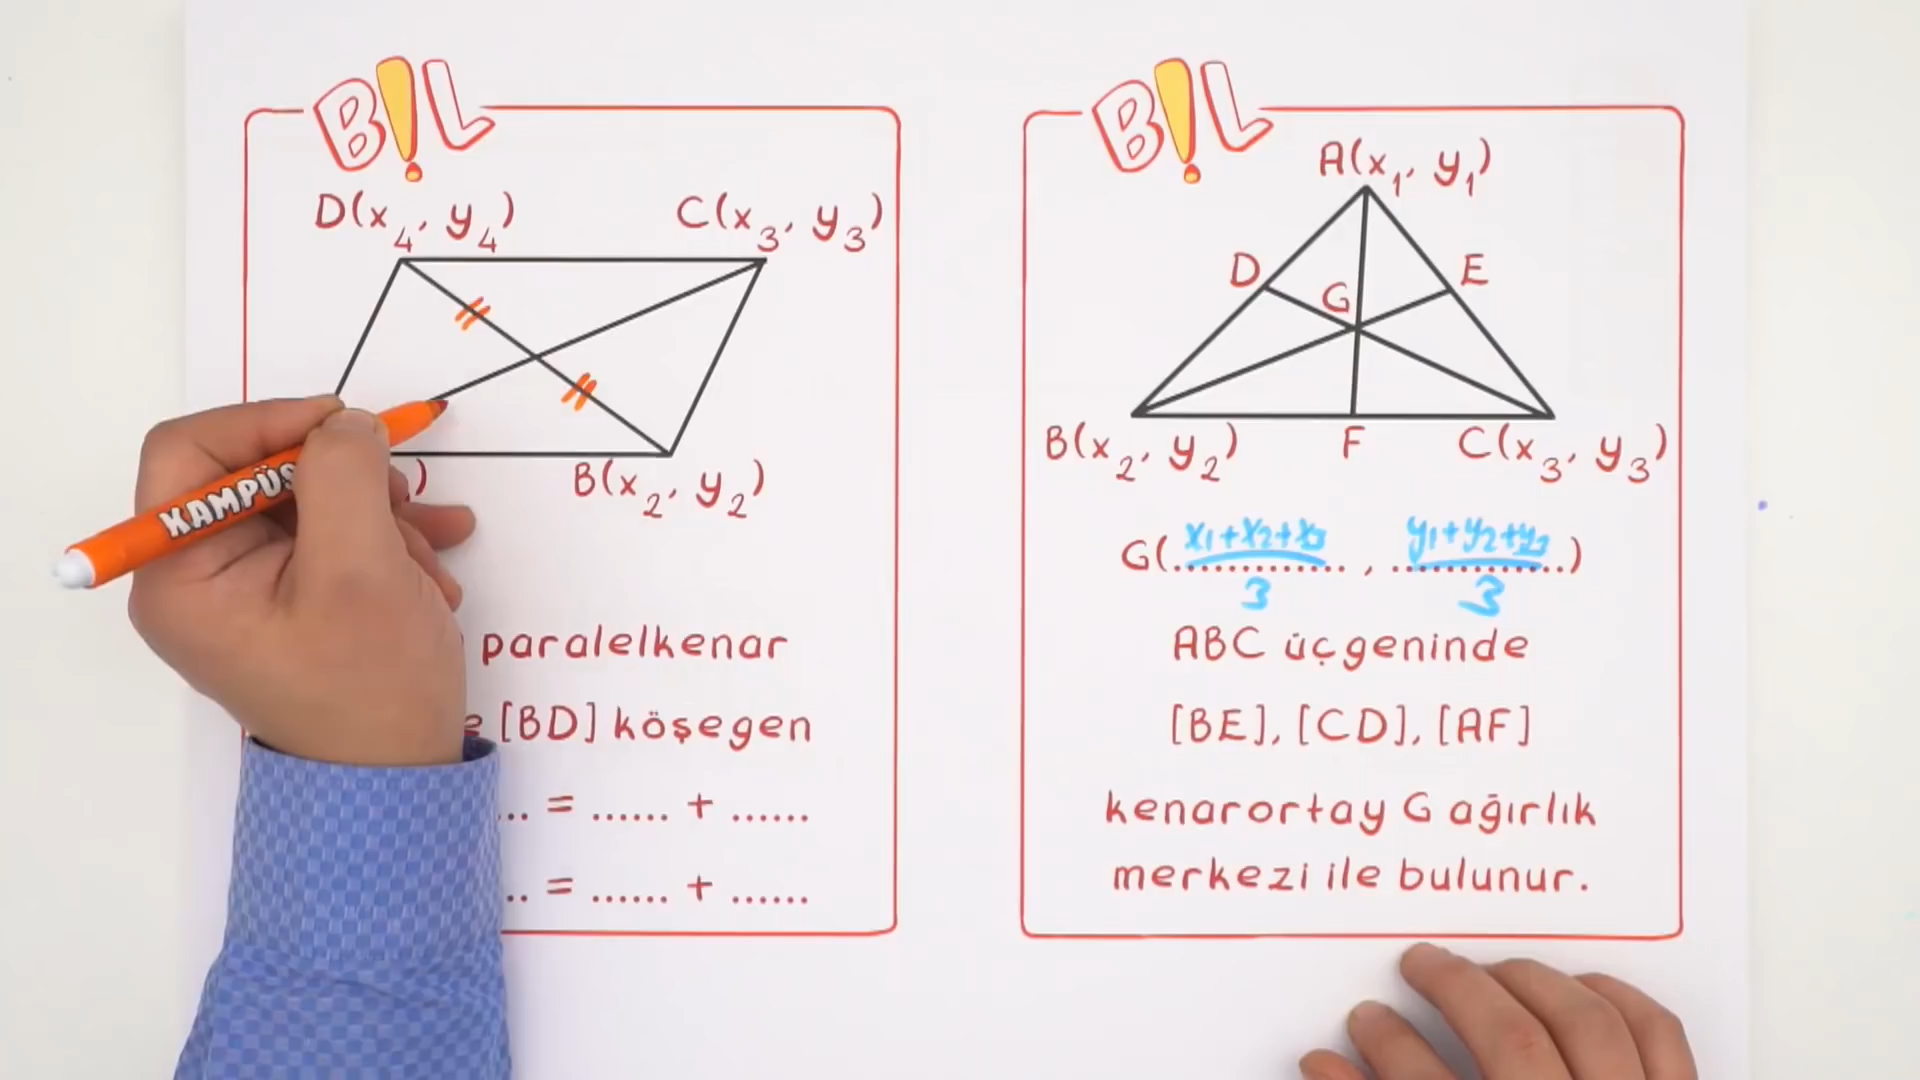 BİL
D(x₄, y₄) C(x₃, y₃)
) B(x₂, y₂)
paralelkenar
[BD] köşegen
... = ...... + ......
.. = ...... + ......
KAMPÜS
BİL
A(x₁, y₁)
D E
G
B(x₂, y₂) F C(x₃, y₃)
G(x₁+x₂+x₃/3, y₁+y₂+y₃/3)
ABC üçgeninde
[BE], [CD], [AF]
kenarortay G ağırlık
merkezi ile bulunur.